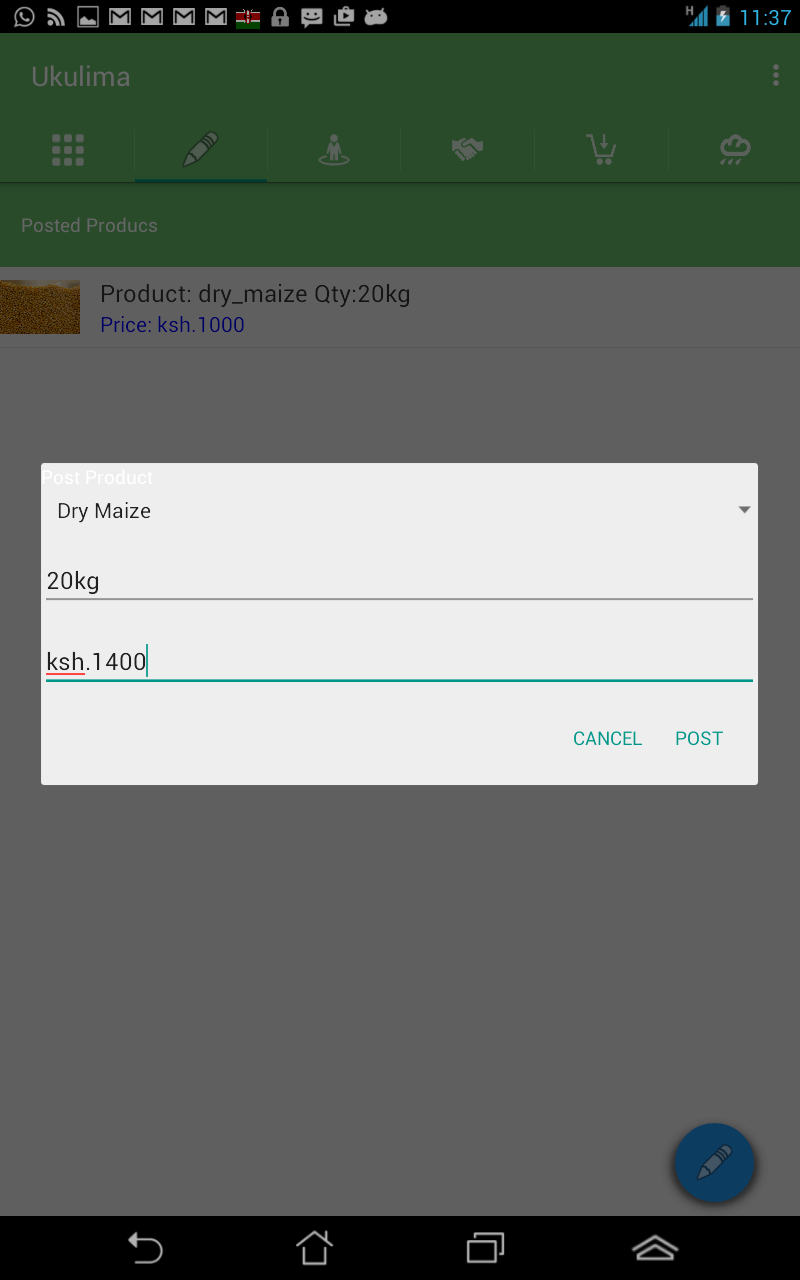 H 11:37
Ukulima
Posted Producs
Product: dry_maize Qty:20kg
Price: ksh.1000
Post Product
Dry Maize
20kg
ksh.1400
CANCEL POST